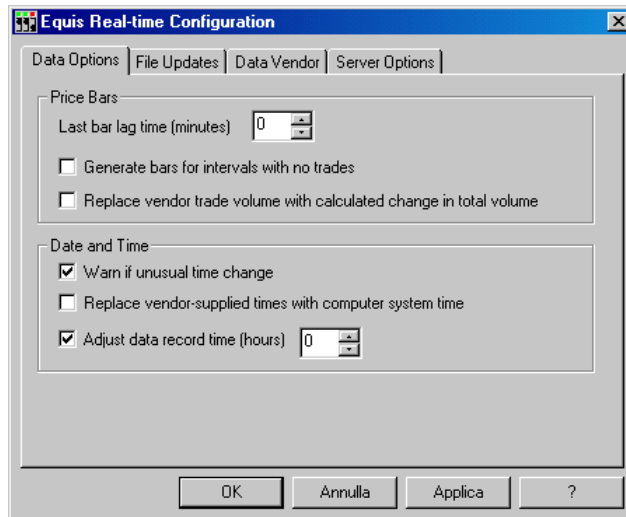 Equis Real-time Configuration
Data Options File Updates Data Vendor Server Options
Price Bars
Last bar lag time (minutes) 0
Generate bars for intervals with no trades
Replace vendor trade volume with calculated change in total volume
Date and Time
Warn if unusual time change
Replace vendor-supplied times with computer system time
Adjust data record time (hours) 0
OK Annulla Applica ?